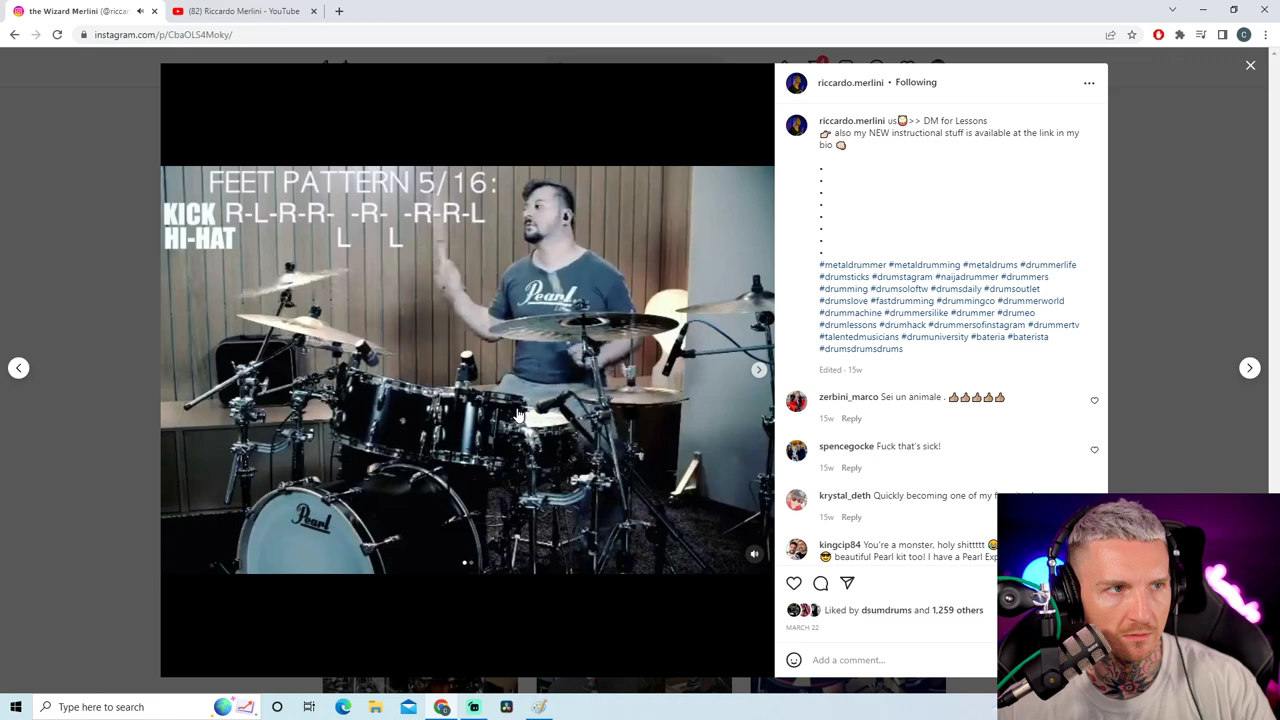 the Wizard Merlini (@riccar
(82) Riccardo Merlini - YouTube
instagram.com/p/CbaOLS4Moky/
FEET PATTERN 5/16:
KICK R-L-R-R- -R- -R-R-L
HI-HAT L L
Pearl
Pearl
riccardo.merlini • Following
riccardo.merlini us >> DM for Lessons
also my NEW instructional stuff is available at the link in my
bio
.
.
.
.
.
.
.
.
#metaldrummer #metaldrumming #metaldrums #drummerlife
#drumsticks #drumstagram #naijadrummer #drummers
#drumming #drumsoloftw #drumsdaily #drumsoutlet
#drumslove #fastdrumming #drummingco #drummerworld
#drummachine #drummersilike #drummer #drumeo
#drumlessons #drumhack #drummersofinstagram #drummertv
#talentedmusicians #drumuniversity #bateria #baterista
#drumsdrumsdrums
Edited · 15w
zerbini_marco Sei un animale . 👍🏽👍🏽👍🏽👍🏽👍🏽
15w Reply
spencegocke Fuck that's sick!
15w Reply
krystal_deth Quickly becoming one of my
15w Reply
kingcip84 You're a monster, holy shittttt
😎 beautiful Pearl kit too! I have a Pearl
Liked by dsumdrums and 1,259 others
MARCH 22
Add a comment...
Type here to search